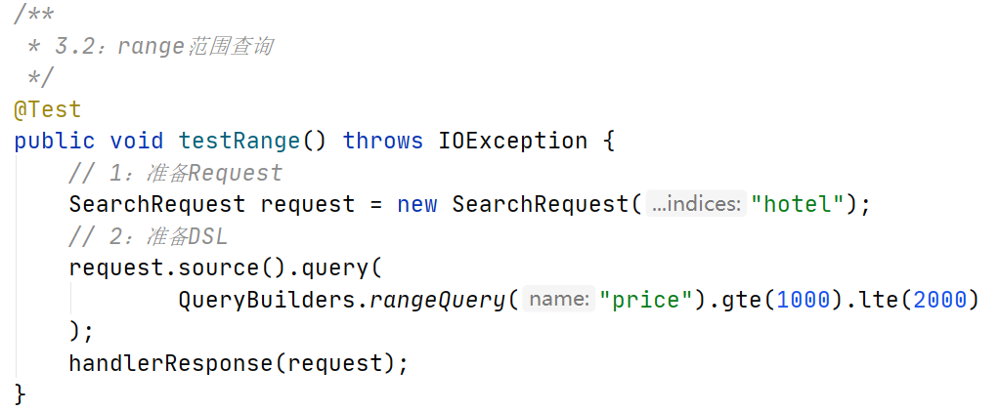 /**
 * 3.2：range范围查询
 */
@Test
public void testRange() throws IOException {
    // 1：准备Request
    SearchRequest request = new SearchRequest( ...indices: "hotel");
    // 2：准备DSL
    request.source().query(
            QueryBuilders.rangeQuery( name: "price").gte(1000).lte(2000)
    );
    handlerResponse(request);
}